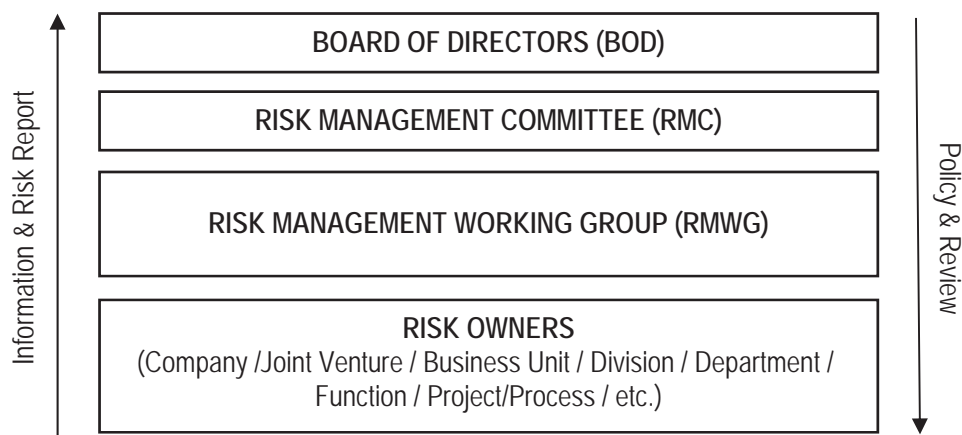 BOARD OF DIRECTORS (BOD)
RISK MANAGEMENT COMMITTEE (RMC)
RISK MANAGEMENT WORKING GROUP (RMWG)
RISK OWNERS
(Company /Joint Venture / Business Unit / Division / Department /
Function / Project/Process / etc.)
Information & Risk Report
Policy & Review